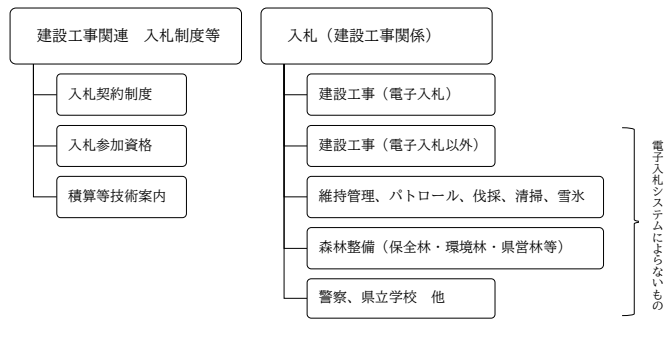 建設工事関連　入札制度等
入札契約制度
入札参加資格
積算等技術案内
入札（建設工事関係）
建設工事（電子入札）
建設工事（電子入札以外）
維持管理、パトロール、伐採、清掃、雪氷
森林整備（保全林・環境林・県営林等）
警察、県立学校　他
電子入札システムによらないもの